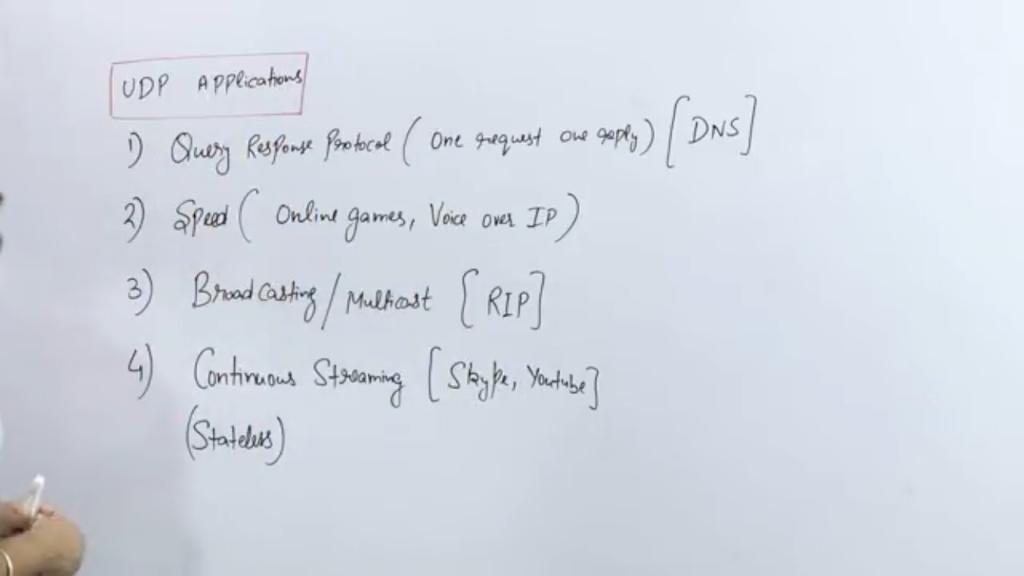 UDP Applications
1) Query Response Protocol ( One request one reply) [DNS]
2) Speed ( Online games, Voice over IP )
3) Broadcasting / Multicast [RIP]
4) Continuous Streaming [Skype, Youtube]
(Stateless)